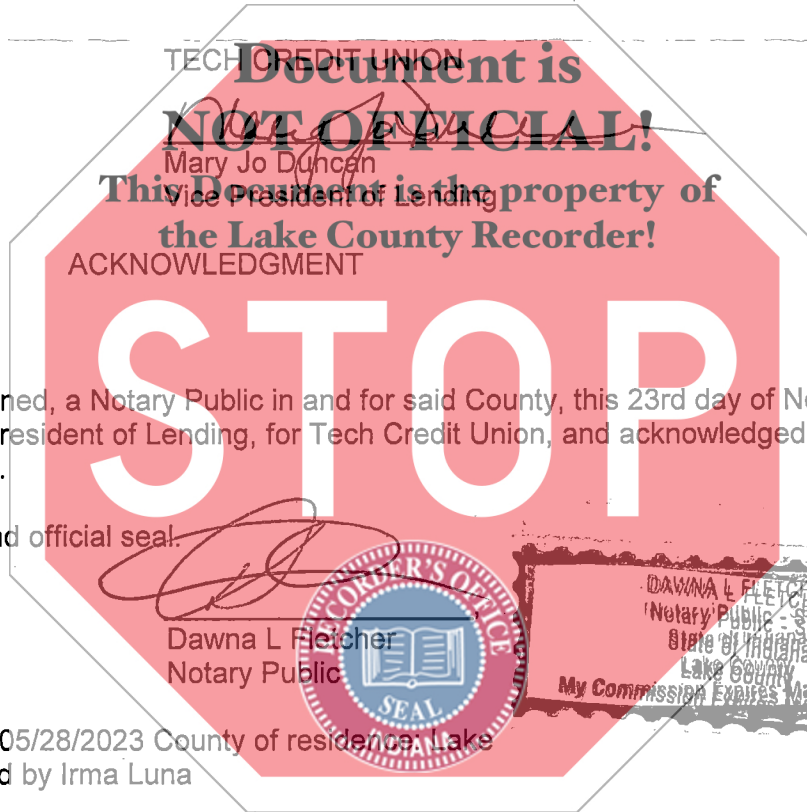 TECH CREDIT UNION
Document is
NOT OFFICIAL!
Mary Jo Duncan
Vice President of Lending
This Document is the property of
the Lake County Recorder!
ACKNOWLEDGMENT
STOP
ned, a Notary Public in and for said County, this 23rd day of No
resident of Lending, for Tech Credit Union, and acknowledged
.
d official seal.
Dawna L Fletcher
Notary Public
RECORDER'S OFFICE
SEAL
INDIANA
DAWNA L FLETCH
Notary Public - S
State of Indiana
Lake County
My Commission Expires Ma
05/28/2023 County of residence: Lake
d by Irma Luna